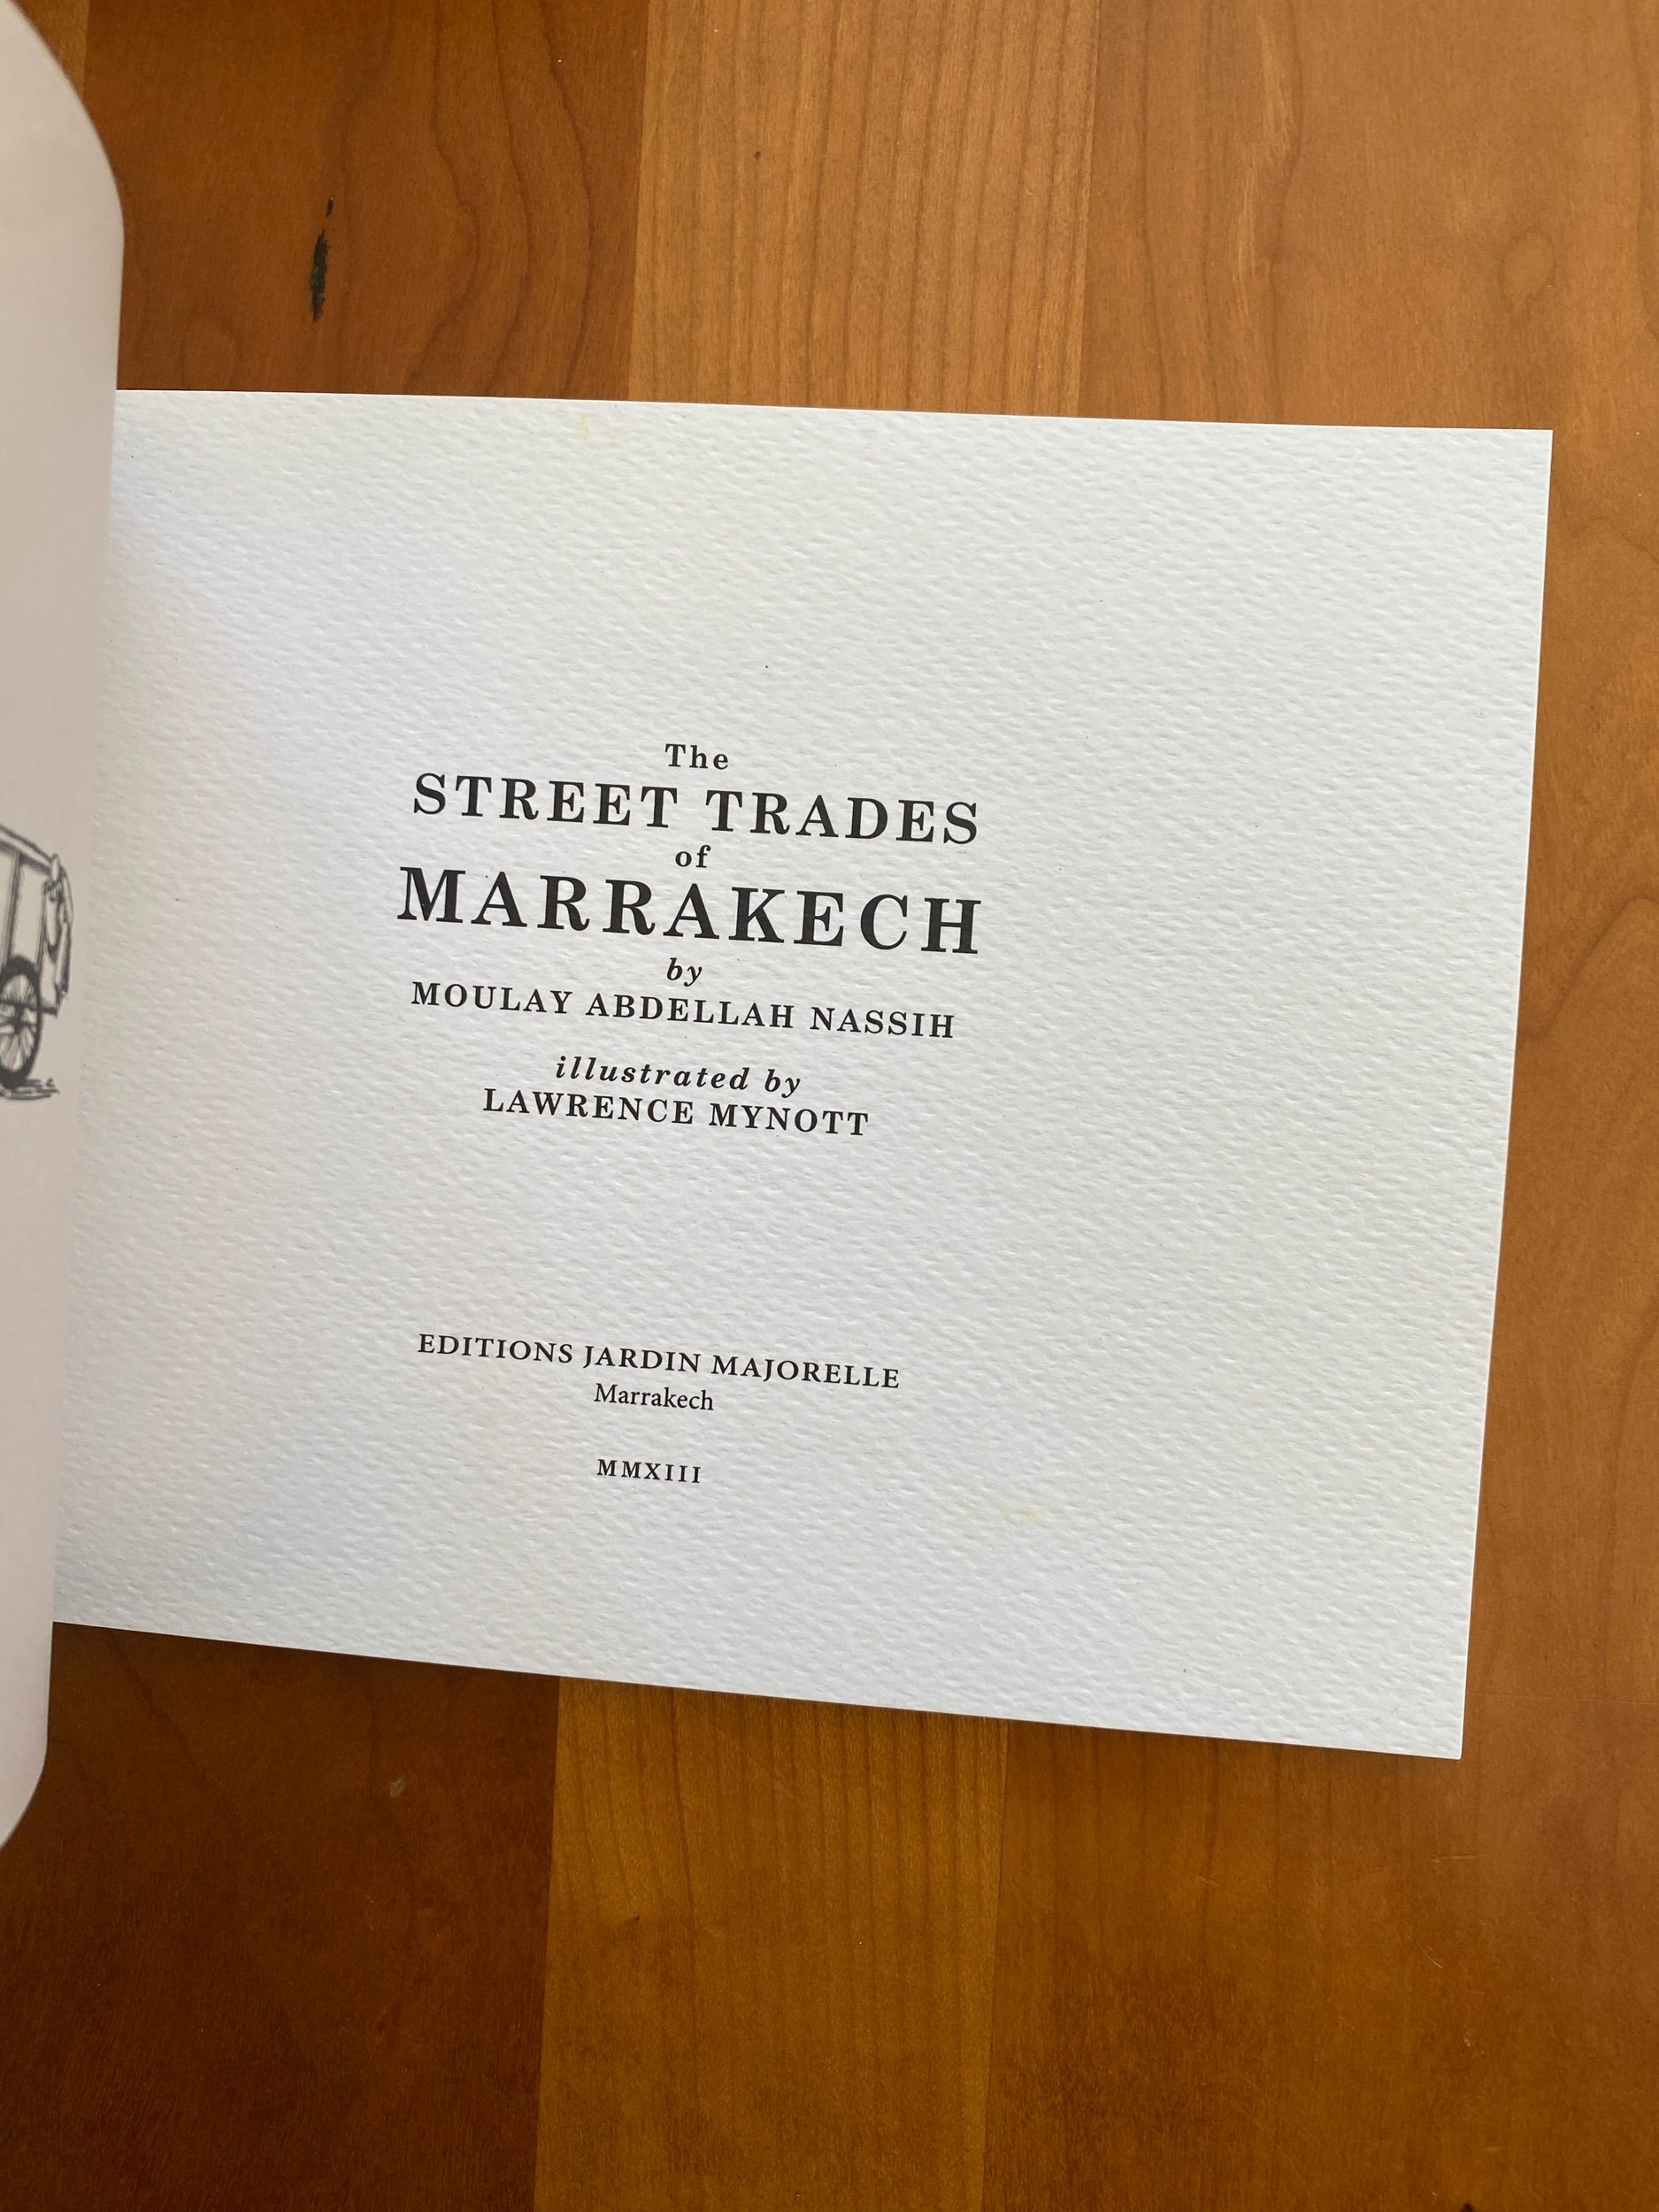 The
STREET TRADES
of
MARRAKECH
by
MOULAY ABDELLAH NASSIH
illustrated by
LAWRENCE MYNOTT
EDITIONS JARDIN MAJORELLE
Marrakech
MMXIII